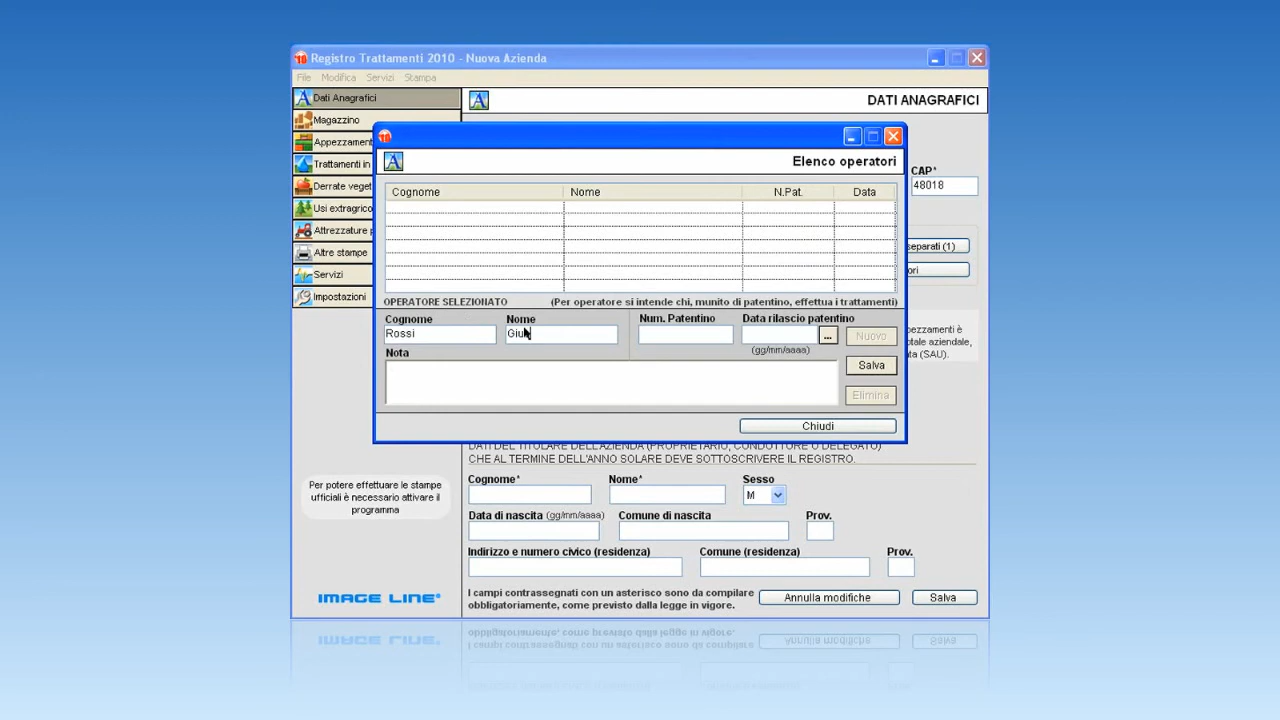 Registro Trattamenti 2010 - Nuova Azienda
File Modifica Servizi Stampa
Dati Anagrafici
DATI ANAGRAFICI
Magazzino
Trattamenti in
Altre stampe
Servizi
Impostazioni
CAP*
48018
separati (1)
Elenco operatori
Cognome Nome N.Pat. Data
OPERATORE SELEZIONATO (Per operatore si intende chi, munito di patentino, effettua i trattamenti)
Cognome Nome Num. Patentino Data rilascio patentino
Rossi ... Nuovo
(gg/mm/aaaa)
Nota
Salva
Elimina
Chiudi
DATI DEL TITOLARE DELL'AZIENDA (PROPRIETARIO, CONDUTTORE O DELEGATO)
CHE AL TERMINE DELL'ANNO SOLARE DEVE SOTTOSCRIVERE IL REGISTRO.
Cognome* Nome* Sesso
M
Data di nascita (gg/mm/aaaa) Comune di nascita Prov.
Indirizzo e numero civico (residenza) Comune (residenza) Prov.
I campi contrassegnati con un asterisco sono da compilare
obbligatoriamente, come previsto dalla legge in vigore.
Annulla modifiche Salva
Per potere effettuare le stampe
ufficiali è necessario attivare il
programma
IMAGE LINE®